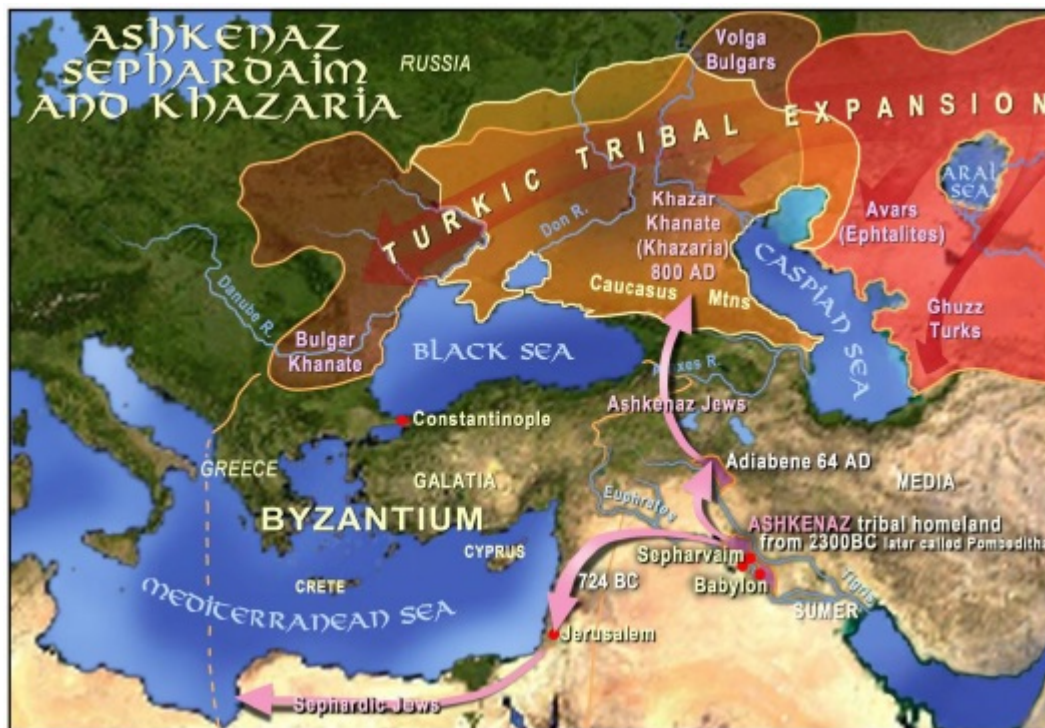 ASHKENAZ
SEPHARDAIM
AND KHAZARIA
RUSSIA
Volga
Bulgars
TURKIC TRIBAL EXPANSION
ARAL
SEA
Don R.
Khazar
Khanate
(Khazaria)
800 AD
Avars
(Ephtalites)
Caucasus Mtns
CASPIAN SEA
Danube R.
Ghuzz
Turks
Bulgar
Khanate
BLACK SEA
Ashkenaz Jews
Constantinople
GREECE
GALATIA
Adiabene 64 AD
MEDIA
Euphrates
BYZANTIUM
ASHKENAZ tribal homeland
from 2300BC later called Pombeditha
CYPRUS
Sepharvaim
724 BC
Babylon
Tigris
CRETE
SUMER
MEDITERRANEAN SEA
Jerusalem
Sephardic Jews